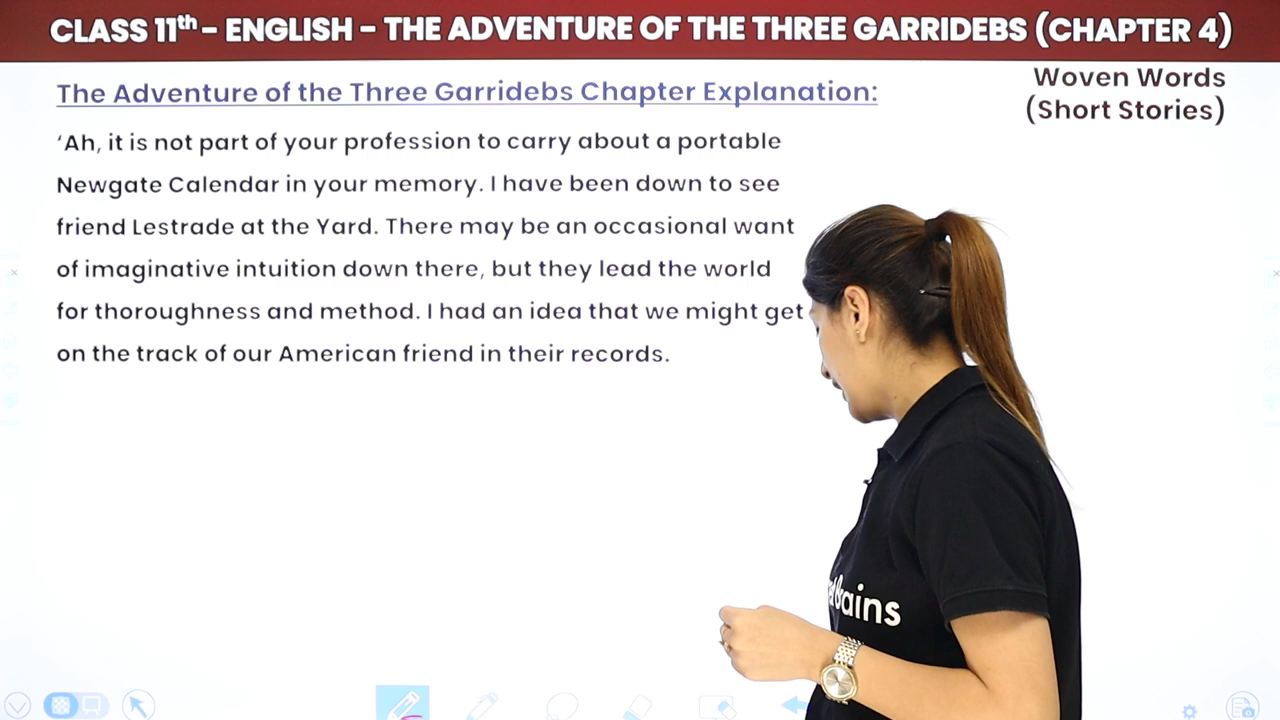 CLASS 11th - ENGLISH - THE ADVENTURE OF THE THREE GARRIDEBS (CHAPTER 4)
Woven Words
(Short Stories)
The Adventure of the Three Garridebs Chapter Explanation:
‘Ah, it is not part of your profession to carry about a portable
Newgate Calendar in your memory. I have been down to see
friend Lestrade at the Yard. There may be an occasional want
of imaginative intuition down there, but they lead the world
for thoroughness and method. I had an idea that we might get
on the track of our American friend in their records.